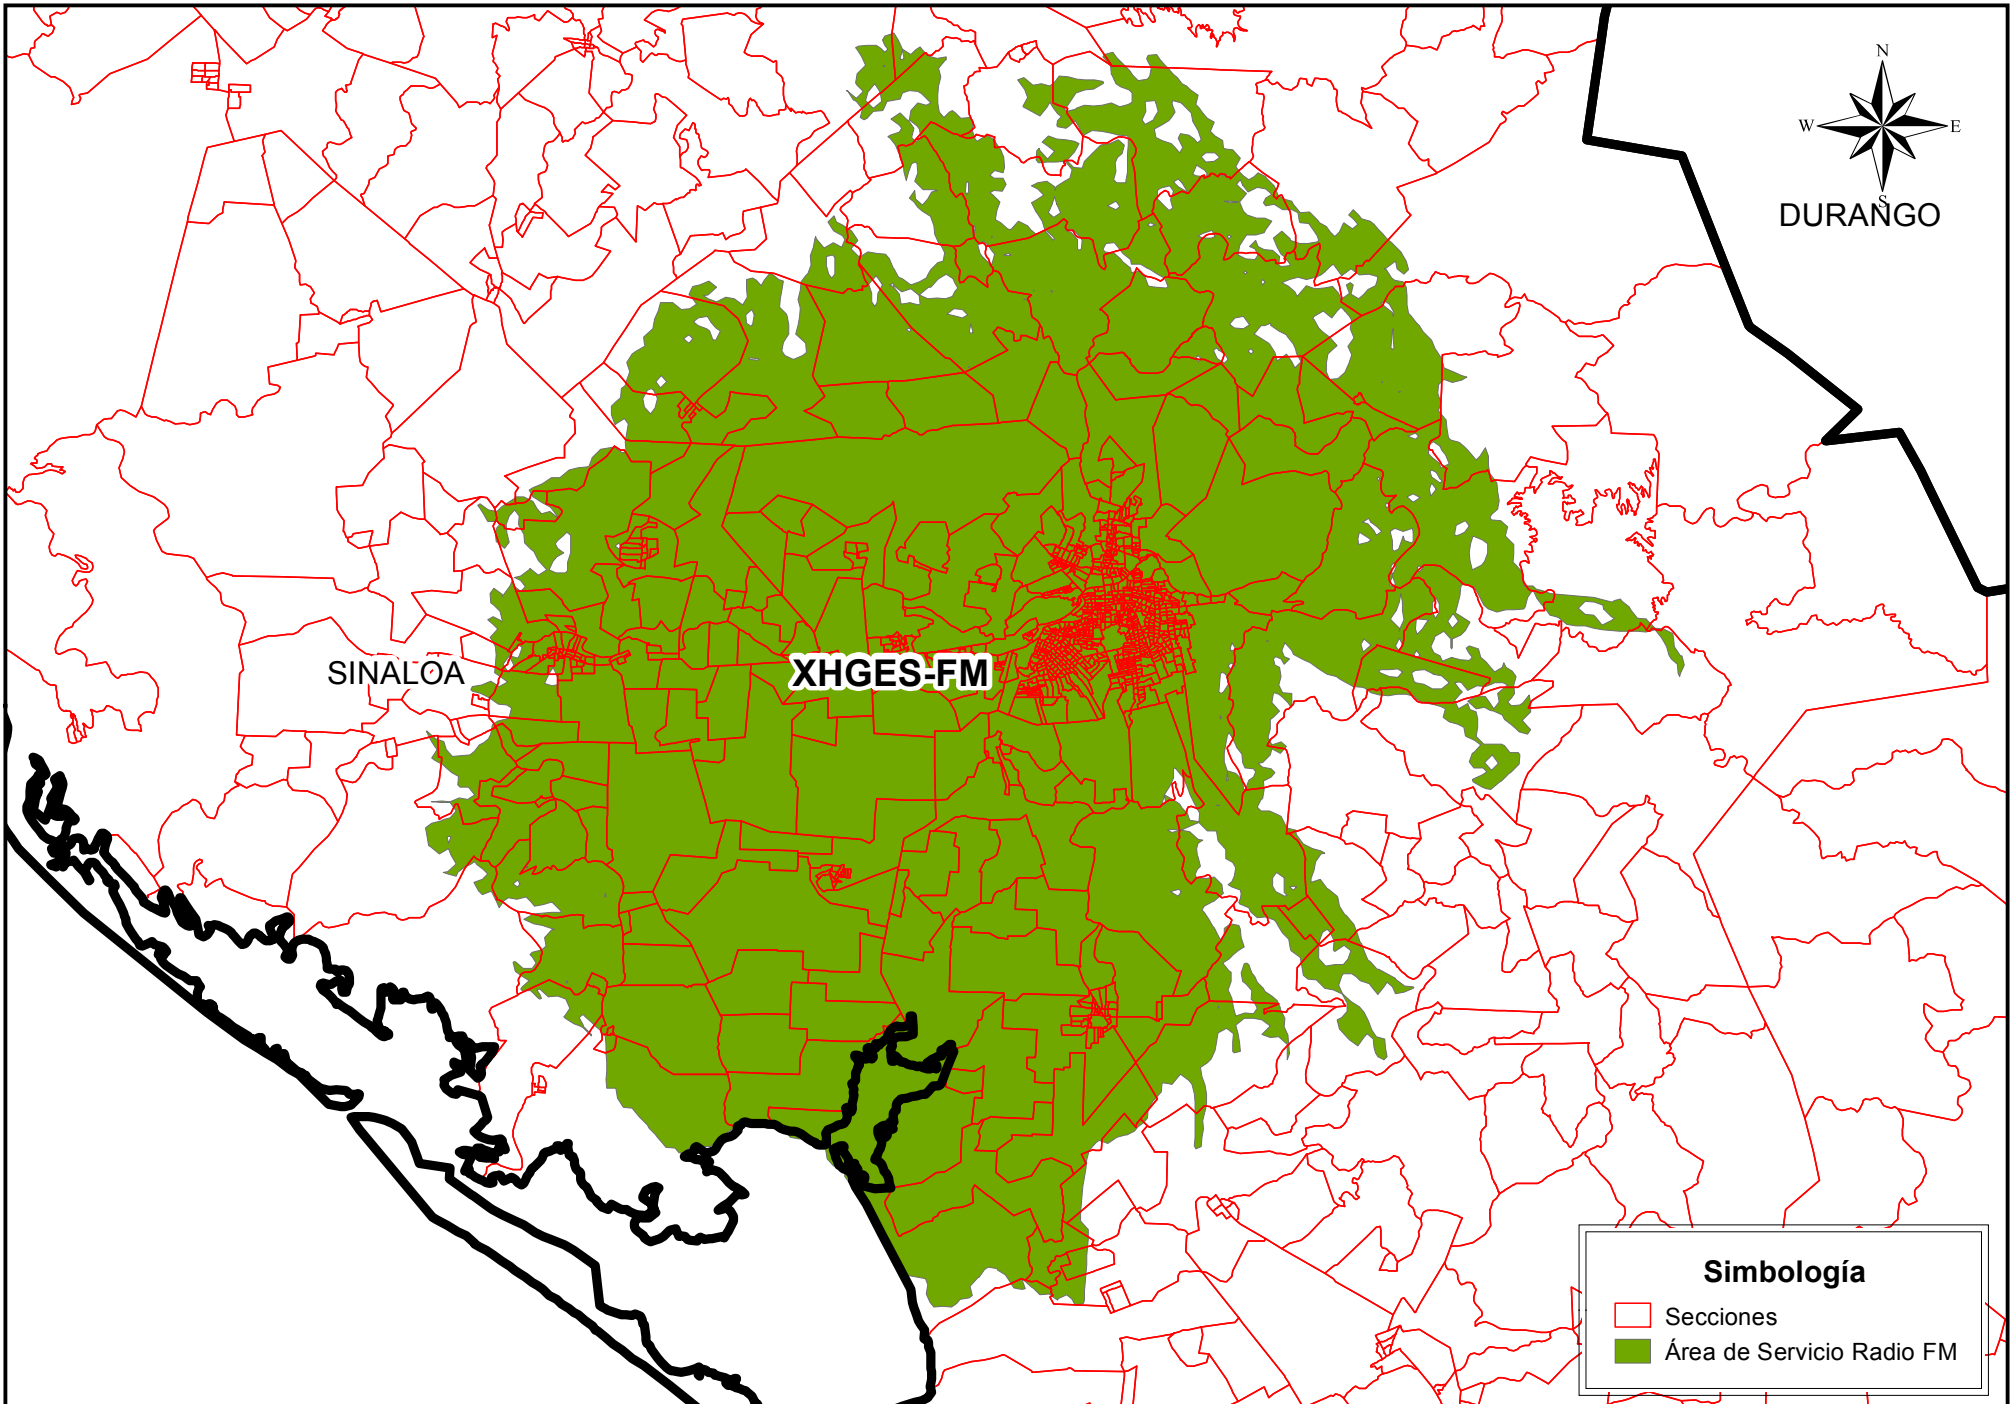 N
W E
S
DURANGO
SINALOA
XHGES-FM
Simbología
Secciones
Área de Servicio Radio FM